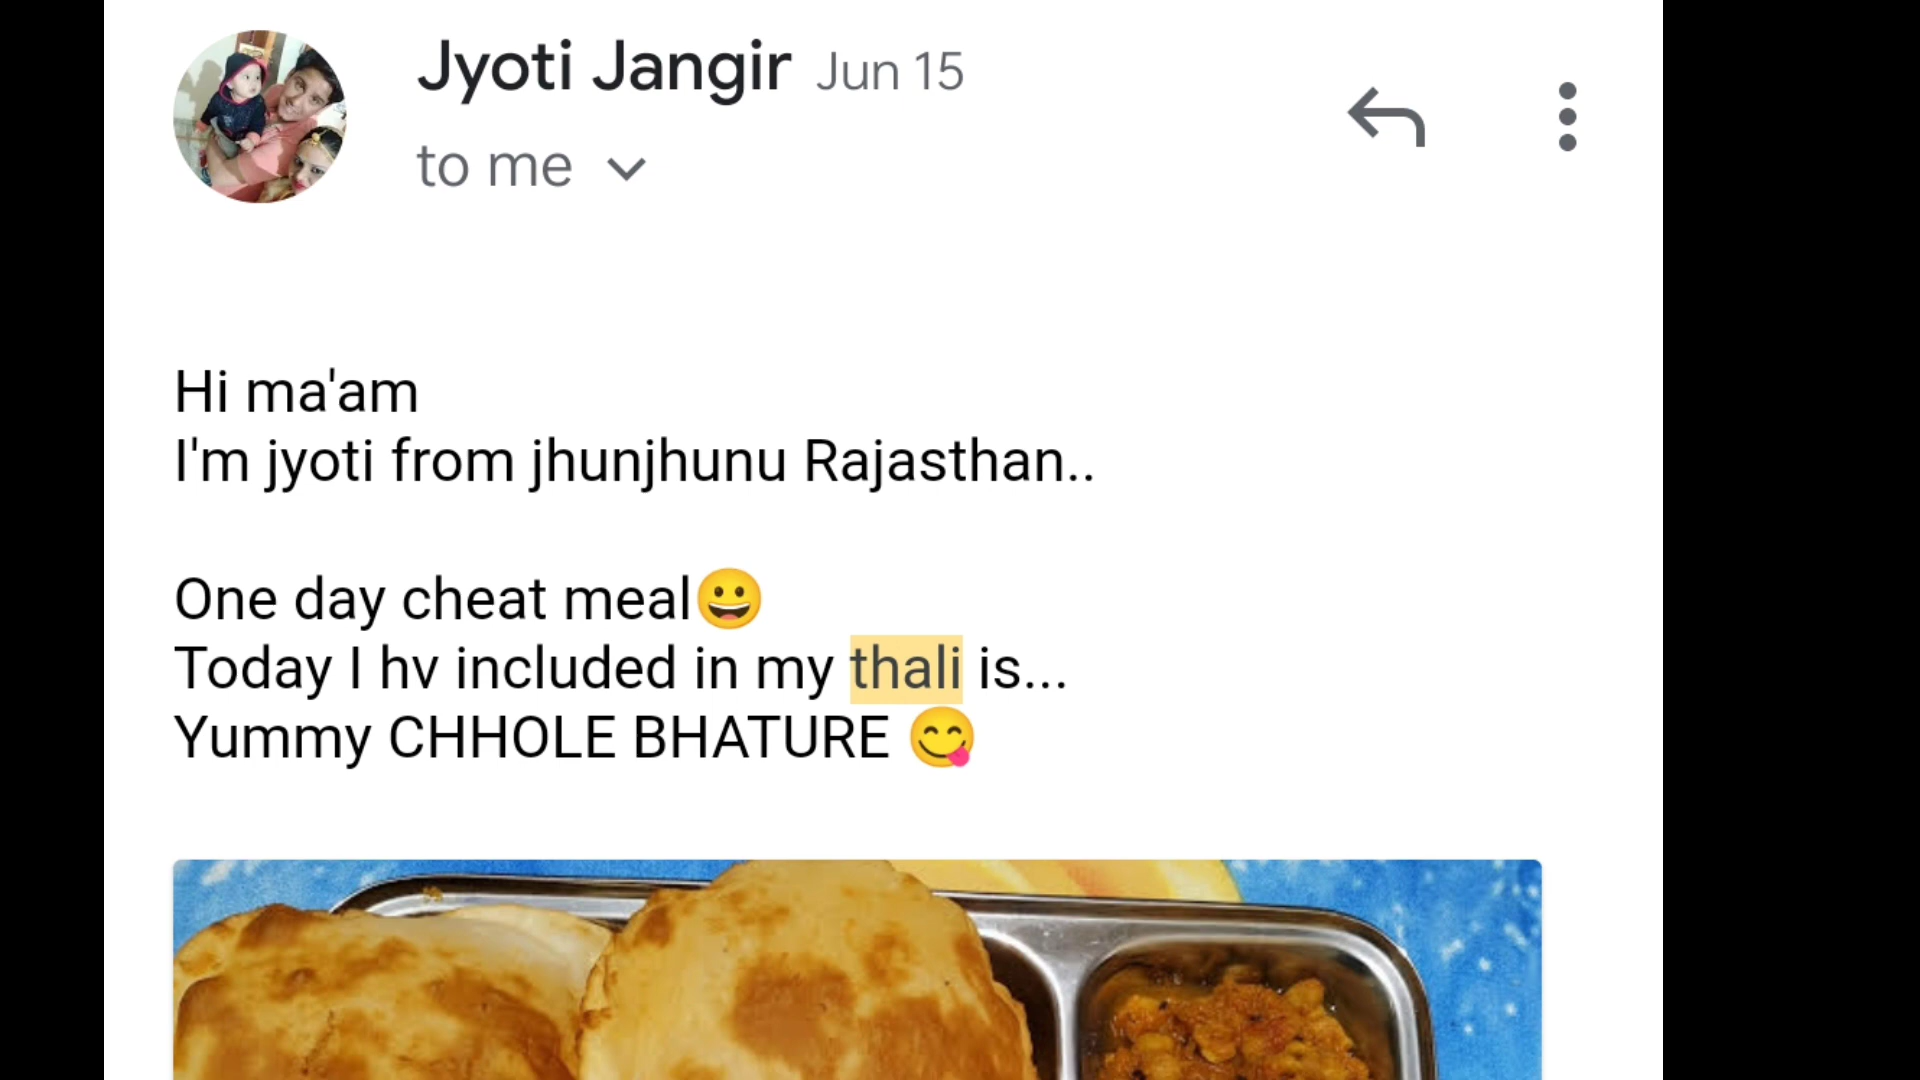 Jyoti Jangir Jun 15
to me
Hi ma'am
I'm jyoti from jhunjhunu Rajasthan..
One day cheat meal😀
Today I hv included in my thali is...
Yummy CHHOLE BHATURE 😋